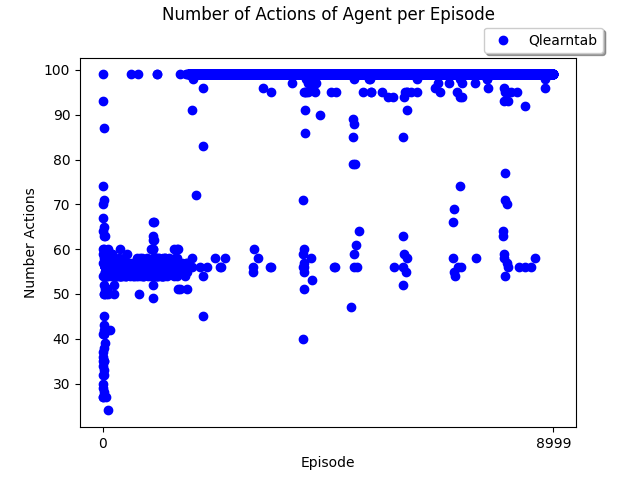 Number of Actions of Agent per Episode
Qlearntab
100
90
80
70
60
50
40
30
Number Actions
0
8999
Episode